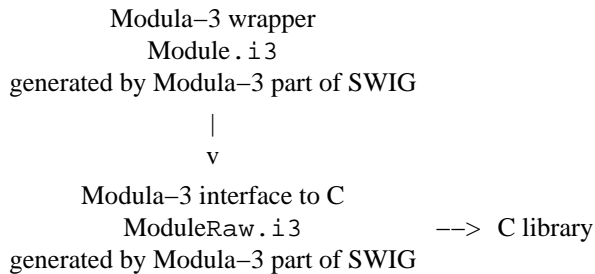 Modula−3 wrapper
Module.i3
generated by Modula−3 part of SWIG
|
v
Modula−3 interface to C
ModuleRaw.i3 −−> C library
generated by Modula−3 part of SWIG